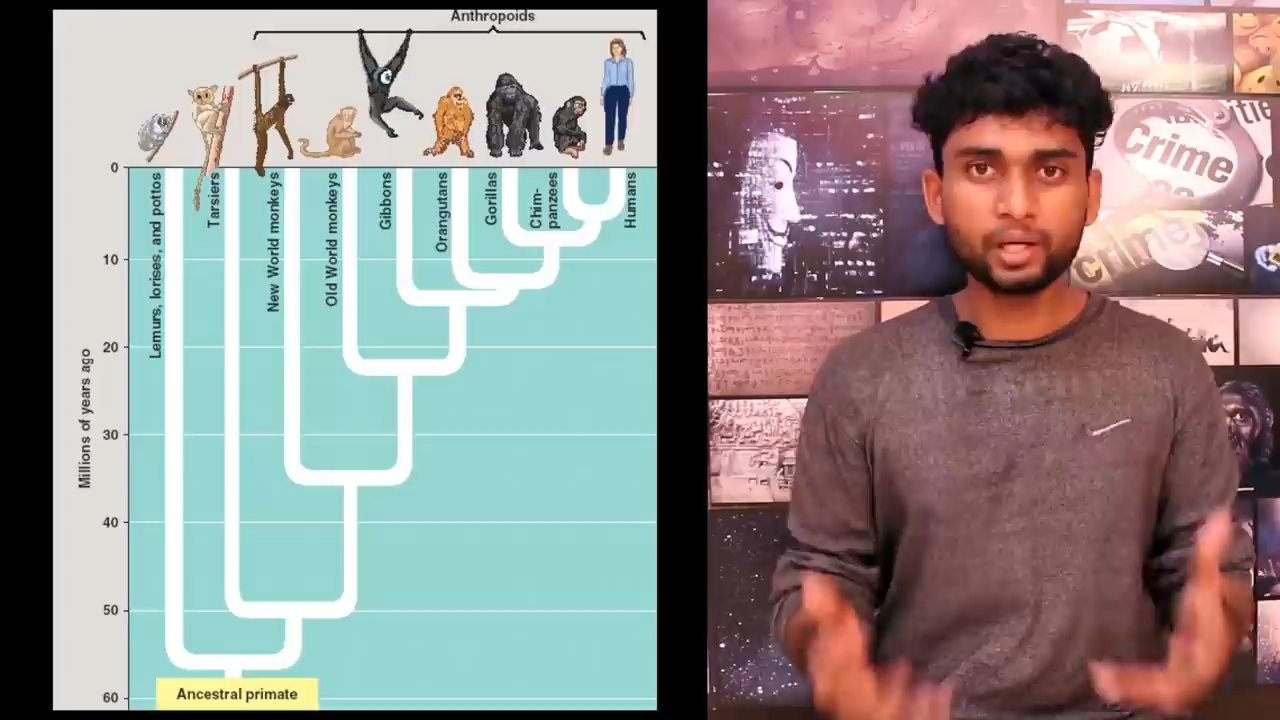 Anthropoids
0
10
20
30
40
50
60
Millions of years ago
Lemurs, lorises, and pottos
Tarsiers
New World monkeys
Old World monkeys
Gibbons
Orangutans
Gorillas
Chim-
panzees
Humans
Ancestral primate
Crime
crime